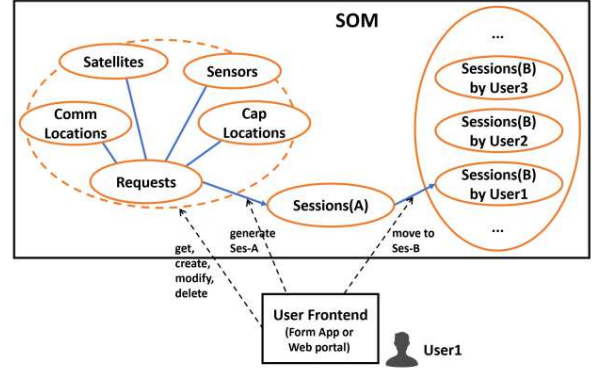 SOM
Satellites
Sensors
Comm
Locations
Cap
Locations
Requests
Sessions(A)
...
Sessions(B)
by User3
Sessions(B)
by User2
Sessions(B)
by User1
...
get,
create,
modify,
delete
generate
Ses-A
move to
Ses-B
User Frontend
(Form App or
Web portal)
User1